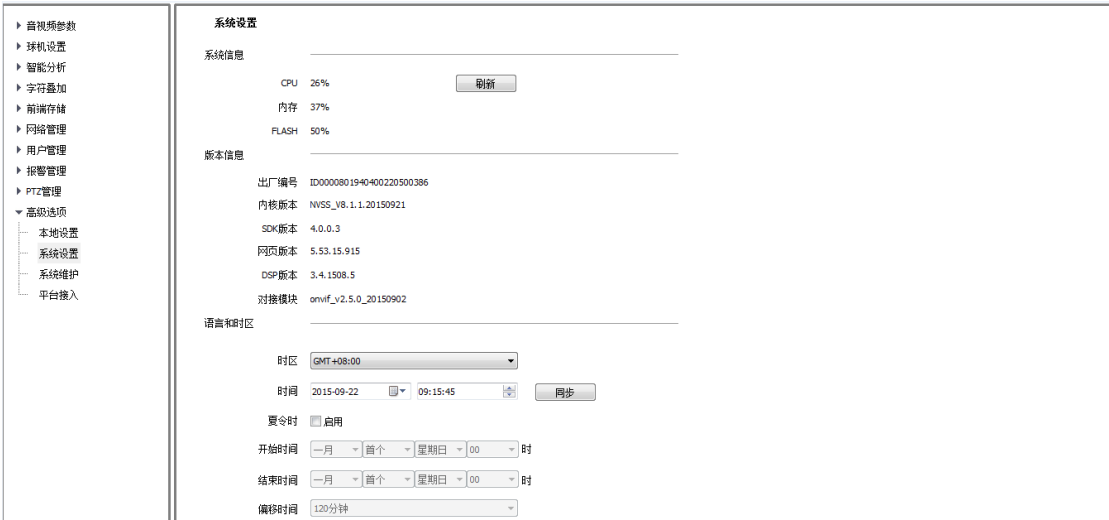 音视频参数
球机设置
智能分析
字符叠加
前端存储
网络管理
用户管理
报警管理
PTZ管理
高级选项
本地设置
系统设置
系统维护
平台接入
系统设置
系统信息
CPU 26% 刷新
内存 37%
FLASH 50%
版本信息
出厂编号 ID0000801940400220500386
内核版本 NVSS_V8.1.1.20150921
SDK版本 4.0.0.3
网页版本 5.53.15.915
DSP版本 3.4.1508.5
对接模块 onvif_v2.5.0_20150902
语言和时区
时区 GMT+08:00
时间 2015-09-22 09:15:45 同步
夏令时 启用
开始时间 一月 首个 星期日 00 时
结束时间 一月 首个 星期日 00 时
偏移时间 120分钟